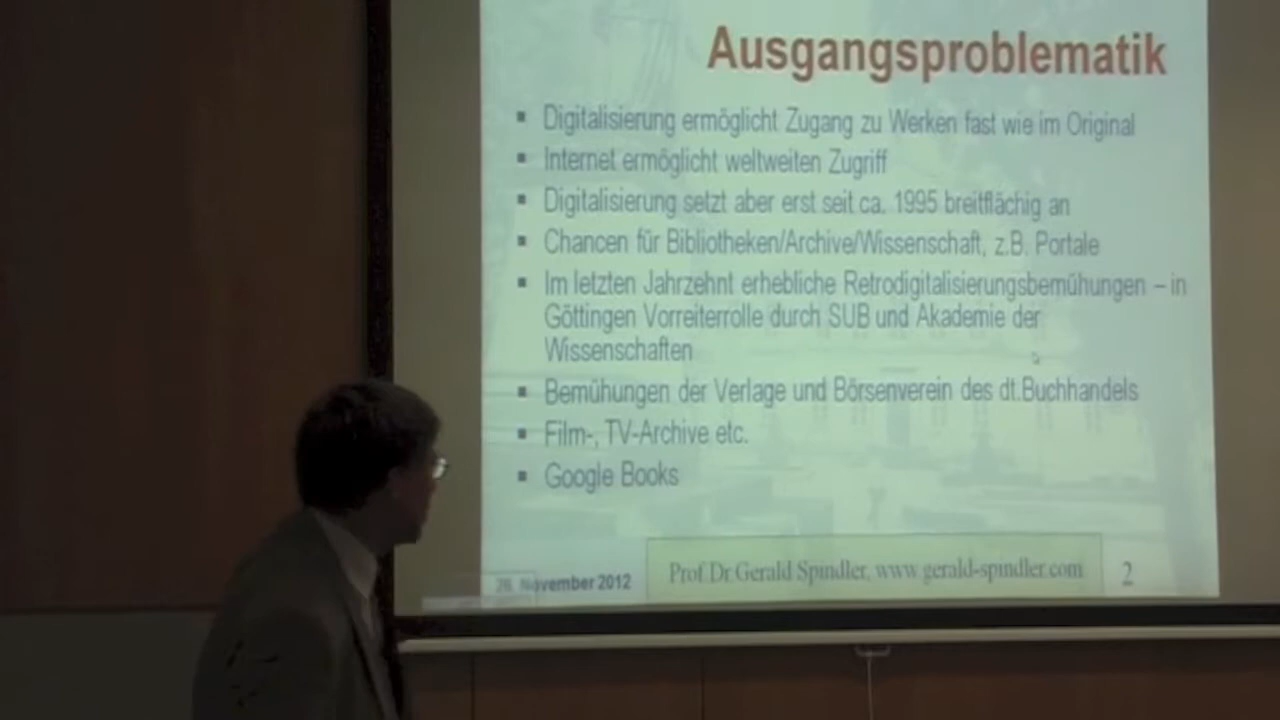 Ausgangsproblematik
▪ Digitalisierung ermöglicht Zugang zu Werken fast wie im Original
▪ Internet ermöglicht weltweiten Zugriff
▪ Digitalisierung setzt aber erst seit ca. 1995 breitflächig an
▪ Chancen für Bibliotheken/Archive/Wissenschaft, z.B. Portale
▪ Im letzten Jahrzehnt erhebliche Retrodigitalisierungsbemühungen – in
Göttingen Vorreiterrolle durch SUB und Akademie der
Wissenschaften
▪ Bemühungen der Verlage und Börsenverein des dt.Buchhandels
▪ Film-, TV-Archive etc.
▪ Google Books
November 2012
Prof.Dr.Gerald Spindler, www.gerald-spindler.com
2